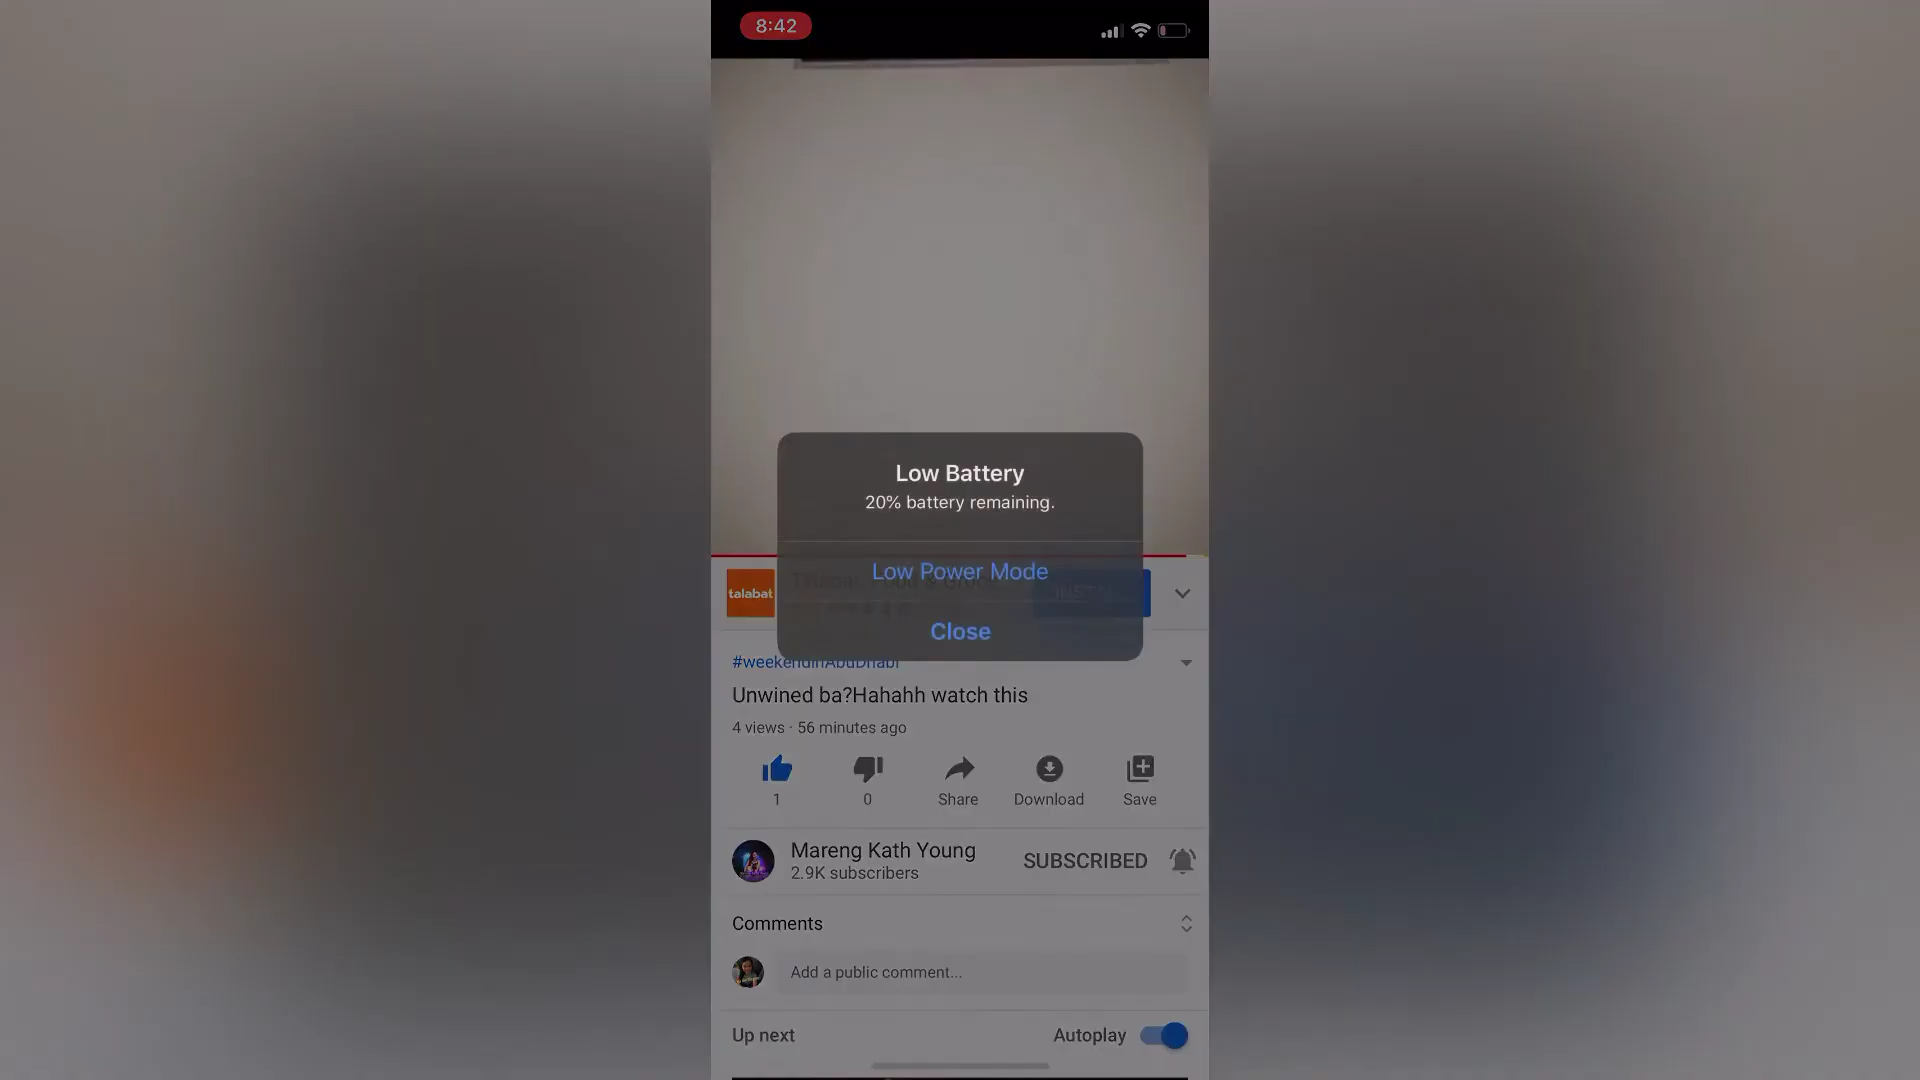 8:42
Low Battery
20% battery remaining.
Low Power Mode
Close
talabat
#weekendinAbuDhabi
Unwined ba?Hahahh watch this
4 views · 56 minutes ago
1
0
Share
Download
Save
Mareng Kath Young
2.9K subscribers
SUBSCRIBED
Comments
Add a public comment...
Up next
Autoplay